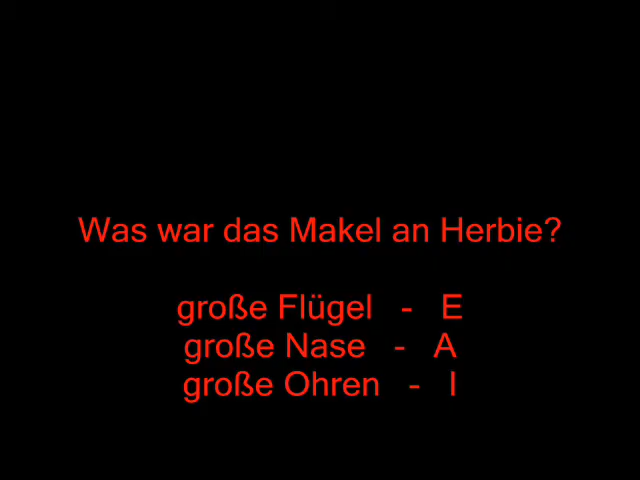 Was war das Makel an Herbie?
große Flügel - E
große Nase - A
große Ohren - I